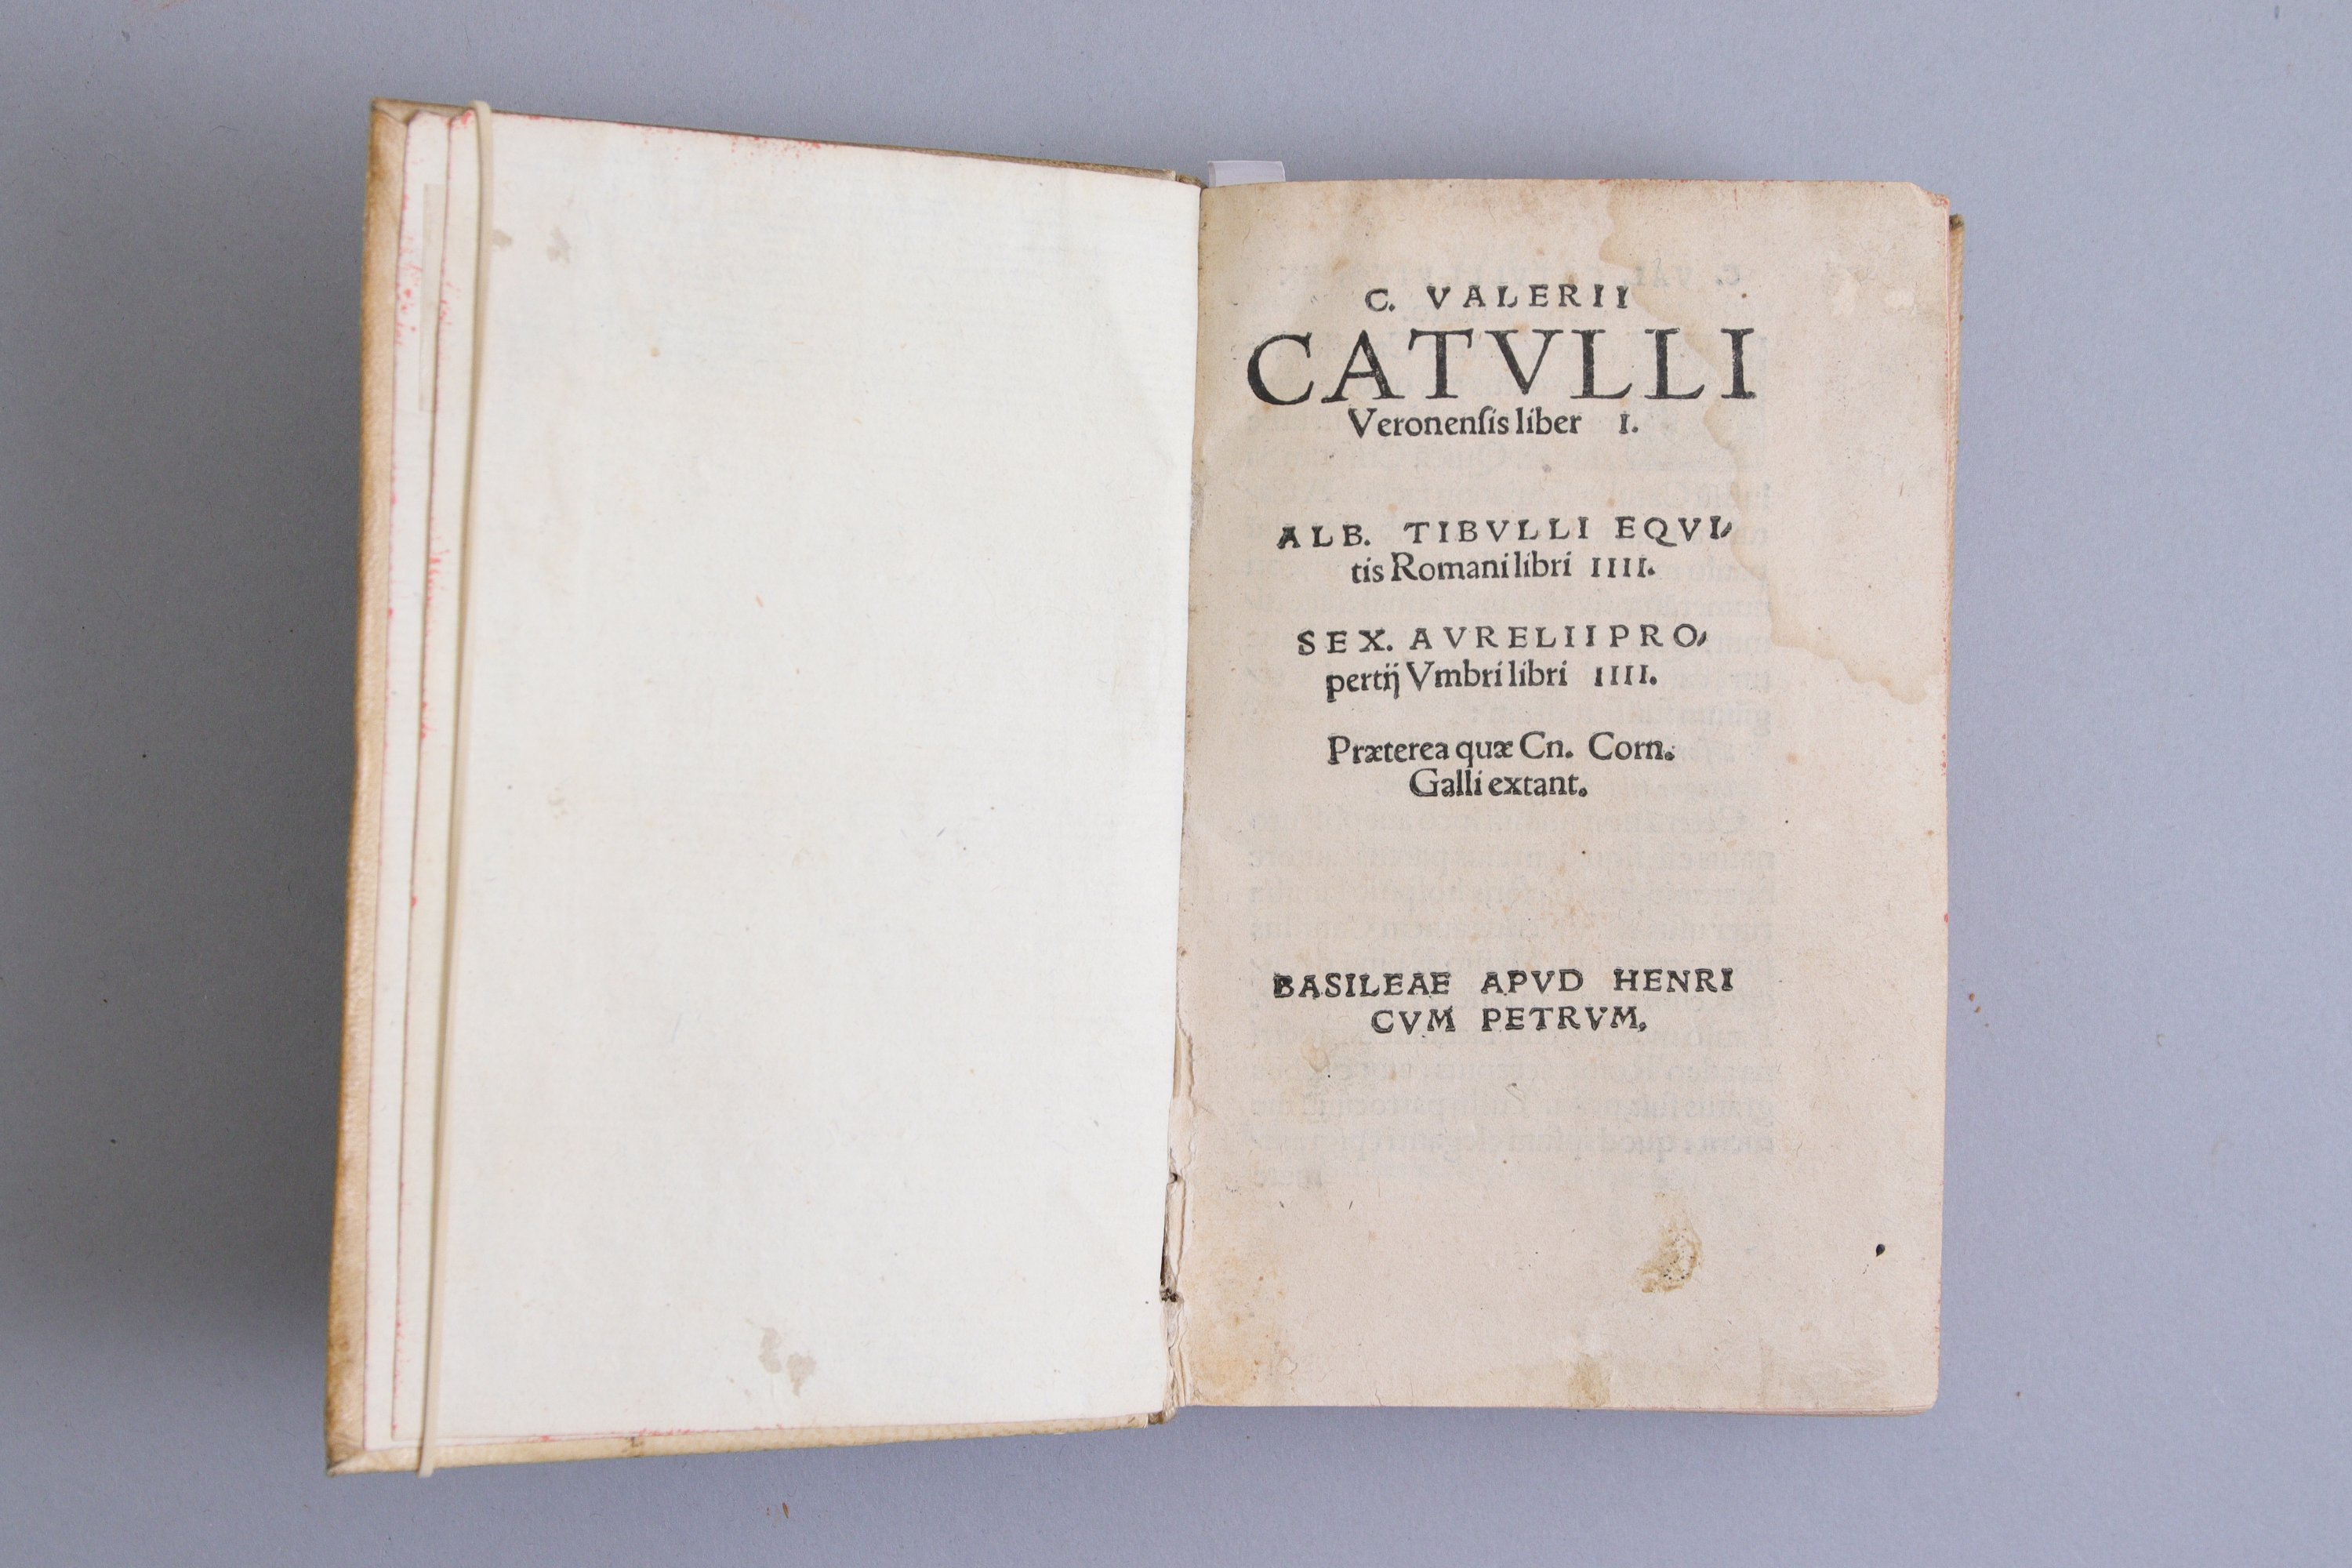 C. VALERII
CATVLLI
Veronenſis liber I.
ALB. TIBVLLI EQVI-
tis Romani libri IIII.
SEX. AVRELII PRO-
pertij Vmbri libri IIII.
Præterea quæ Cn. Corn.
Galli extant.
BASILEAE APVD HENRI
CVM PETRVM.